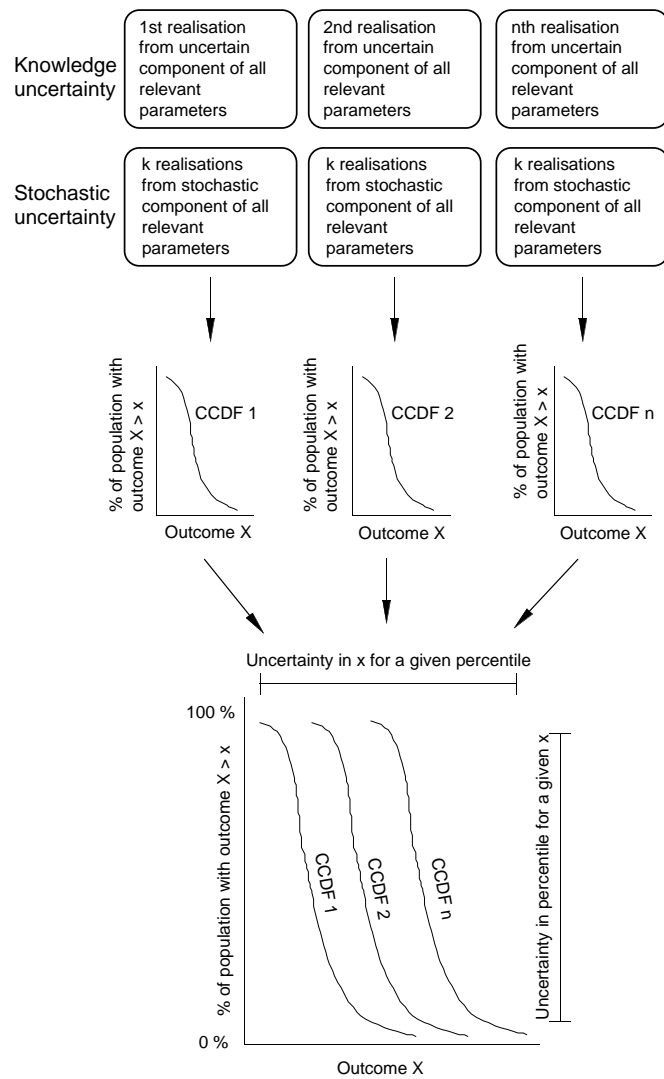 Knowledge
uncertainty
1st realisation
from uncertain
component of all
relevant
parameters
2nd realisation
from uncertain
component of all
relevant
parameters
nth realisation
from uncertain
component of all
relevant
parameters
Stochastic
uncertainty
k realisations
from stochastic
component of all
relevant
parameters
k realisations
from stochastic
component of all
relevant
parameters
k realisations
from stochastic
component of all
relevant
parameters
% of population with
outcome X > x
CCDF 1
Outcome X
% of population with
outcome X > x
CCDF 2
Outcome X
% of population with
outcome X > x
CCDF n
Outcome X
Uncertainty in x for a given percentile
100 %
% of population with outcome X > x
CCDF 1
CCDF 2
CCDF n
Uncertainty in percentile for a given x
0 %
Outcome X